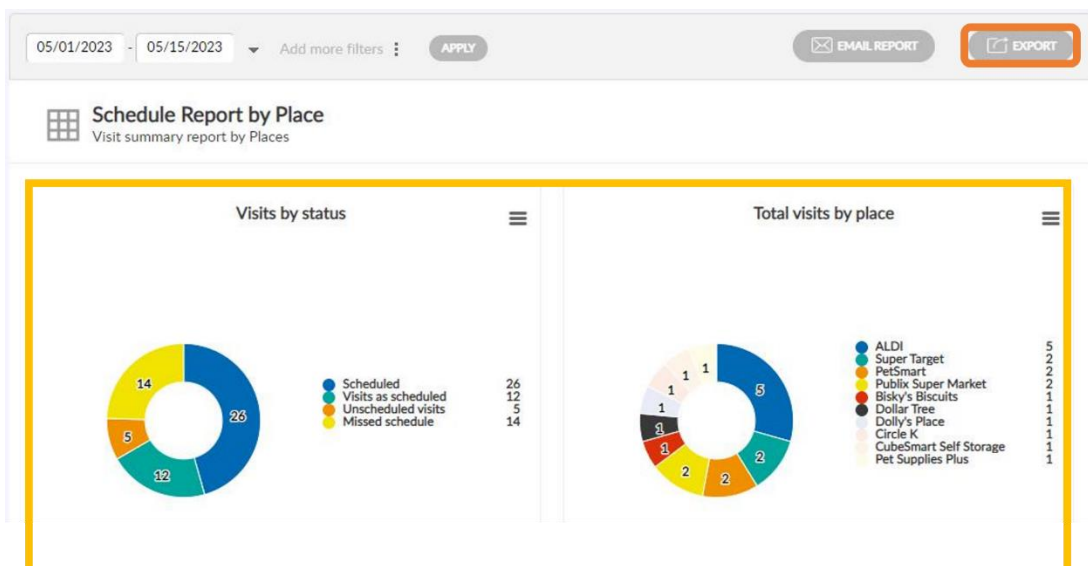 05/01/2023 - 05/15/2023 Add more filters APPLY EMAIL REPORT EXPORT
Schedule Report by Place
Visit summary report by Places
Visits by status
14
26
5
12
Scheduled 26
Visits as scheduled 12
Unscheduled visits 5
Missed schedule 14
Total visits by place
1
1
1
5
1
1
1
2
2
2
ALDI 5
Super Target 2
PetSmart 2
Publix Super Market 2
Bisky's Biscuits 1
Dollar Tree 1
Dolly's Place 1
Circle K 1
CubeSmart Self Storage 1
Pet Supplies Plus 1